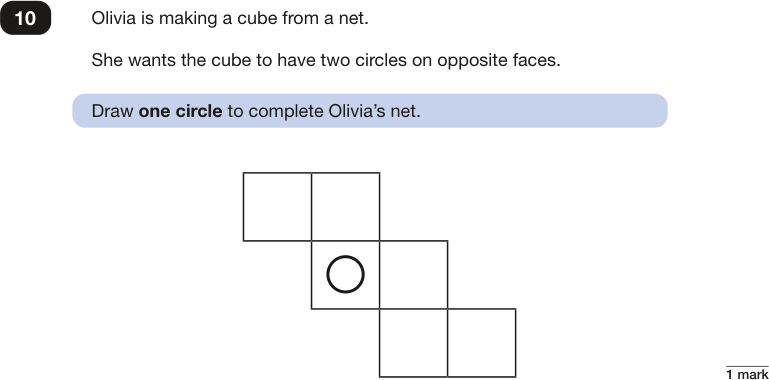 10
Olivia is making a cube from a net.
She wants the cube to have two circles on opposite faces.
Draw one circle to complete Olivia’s net.
1 mark